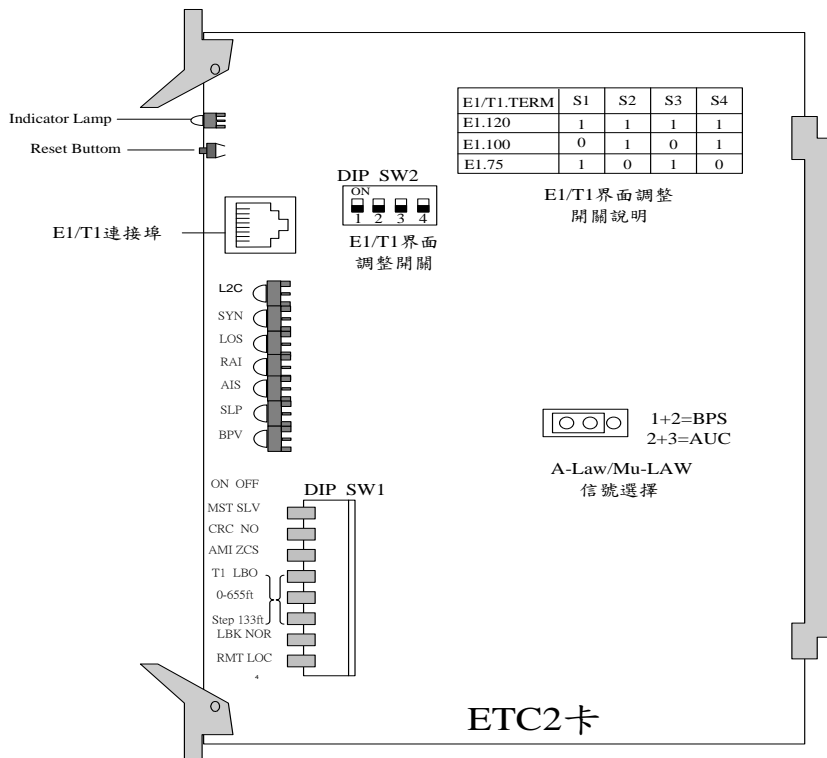 Indicator Lamp
Reset Buttom
E1/T1連接埠
DIP SW2
ON
1 2 3 4
E1/T1界面
調整開關
E1/T1.TERM S1 S2 S3 S4
E1.120 1 1 1 1
E1.100 0 1 0 1
E1.75 1 0 1 0
E1/T1界面調整
開關說明
L2C
SYN
LOS
RAI
AIS
SLP
BPV
1+2=BPS
2+3=AUC
A-Law/Mu-LAW
信號選擇
ON OFF
DIP SW1
MST SLV
CRC NO
AMI ZCS
T1 LBO
0-655ft
Step 133ft
LBK NOR
RMT LOC
4
ETC2卡